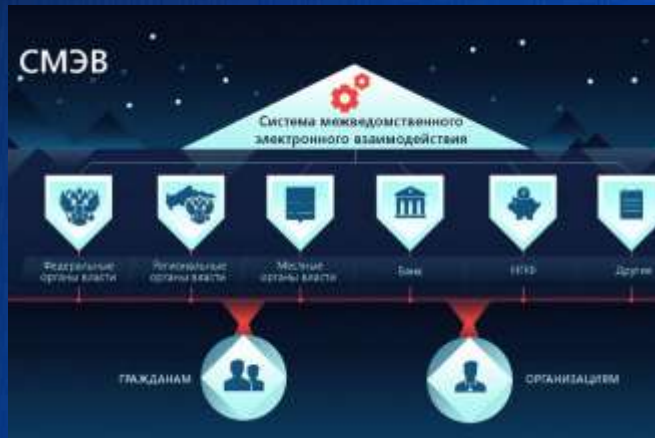 СМЭВ
Система межведомственного
электронного взаимодействия
Федеральные
органы власти
Региональные
органы власти
Местные
органы власти
Банк
НПФ
Другие
ГРАЖДАНАМ
ОРГАНИЗАЦИЯМ